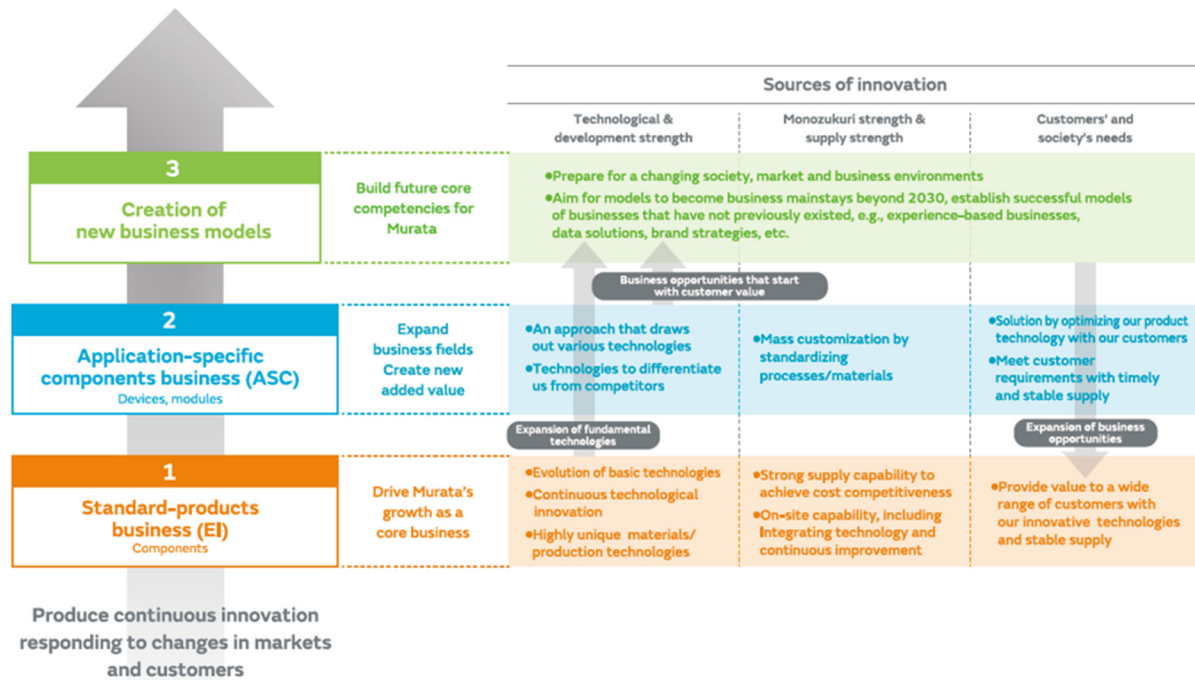 Sources of innovation
Technological &
development strength
Monozukuri strength &
supply strength
Customers' and
society's needs
3
Creation of
new business models
Build future core
competencies for
Murata
•Prepare for a changing society, market and business environments
•Aim for models to become business mainstays beyond 2030, establish successful models
of businesses that have not previously existed, e.g., experience-based businesses,
data solutions, brand strategies, etc.
Business opportunities that start
with customer value
2
Application-specific
components business (ASC)
Devices, modules
Expand
business fields
Create new
added value
•An approach that draws
out various technologies
•Technologies to differentiate
us from competitors
•Mass customization by
standardizing
processes/materials
•Solution by optimizing our product
technology with our customers
•Meet customer
requirements with timely
and stable supply
Expansion of fundamental
technologies
Expansion of business
opportunities
1
Standard-products
business (EI)
Components
Drive Murata's
growth as a
core business
•Evolution of basic technologies
•Continuous technological
innovation
•Highly unique materials/
production technologies
•Strong supply capability to
achieve cost competitiveness
•On-site capability, including
Integrating technology and
continuous improvement
•Provide value to a wide
range of customers with
our innovative technologies
and stable supply
Produce continuous innovation
responding to changes in markets
and customers